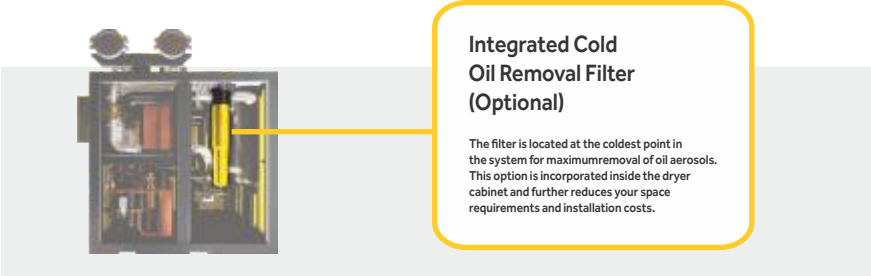 Integrated Cold
Oil Removal Filter
(Optional)
The filter is located at the coldest point in
the system for maximumremoval of oil aerosols.
This option is incorporated inside the dryer
cabinet and further reduces your space
requirements and installation costs.